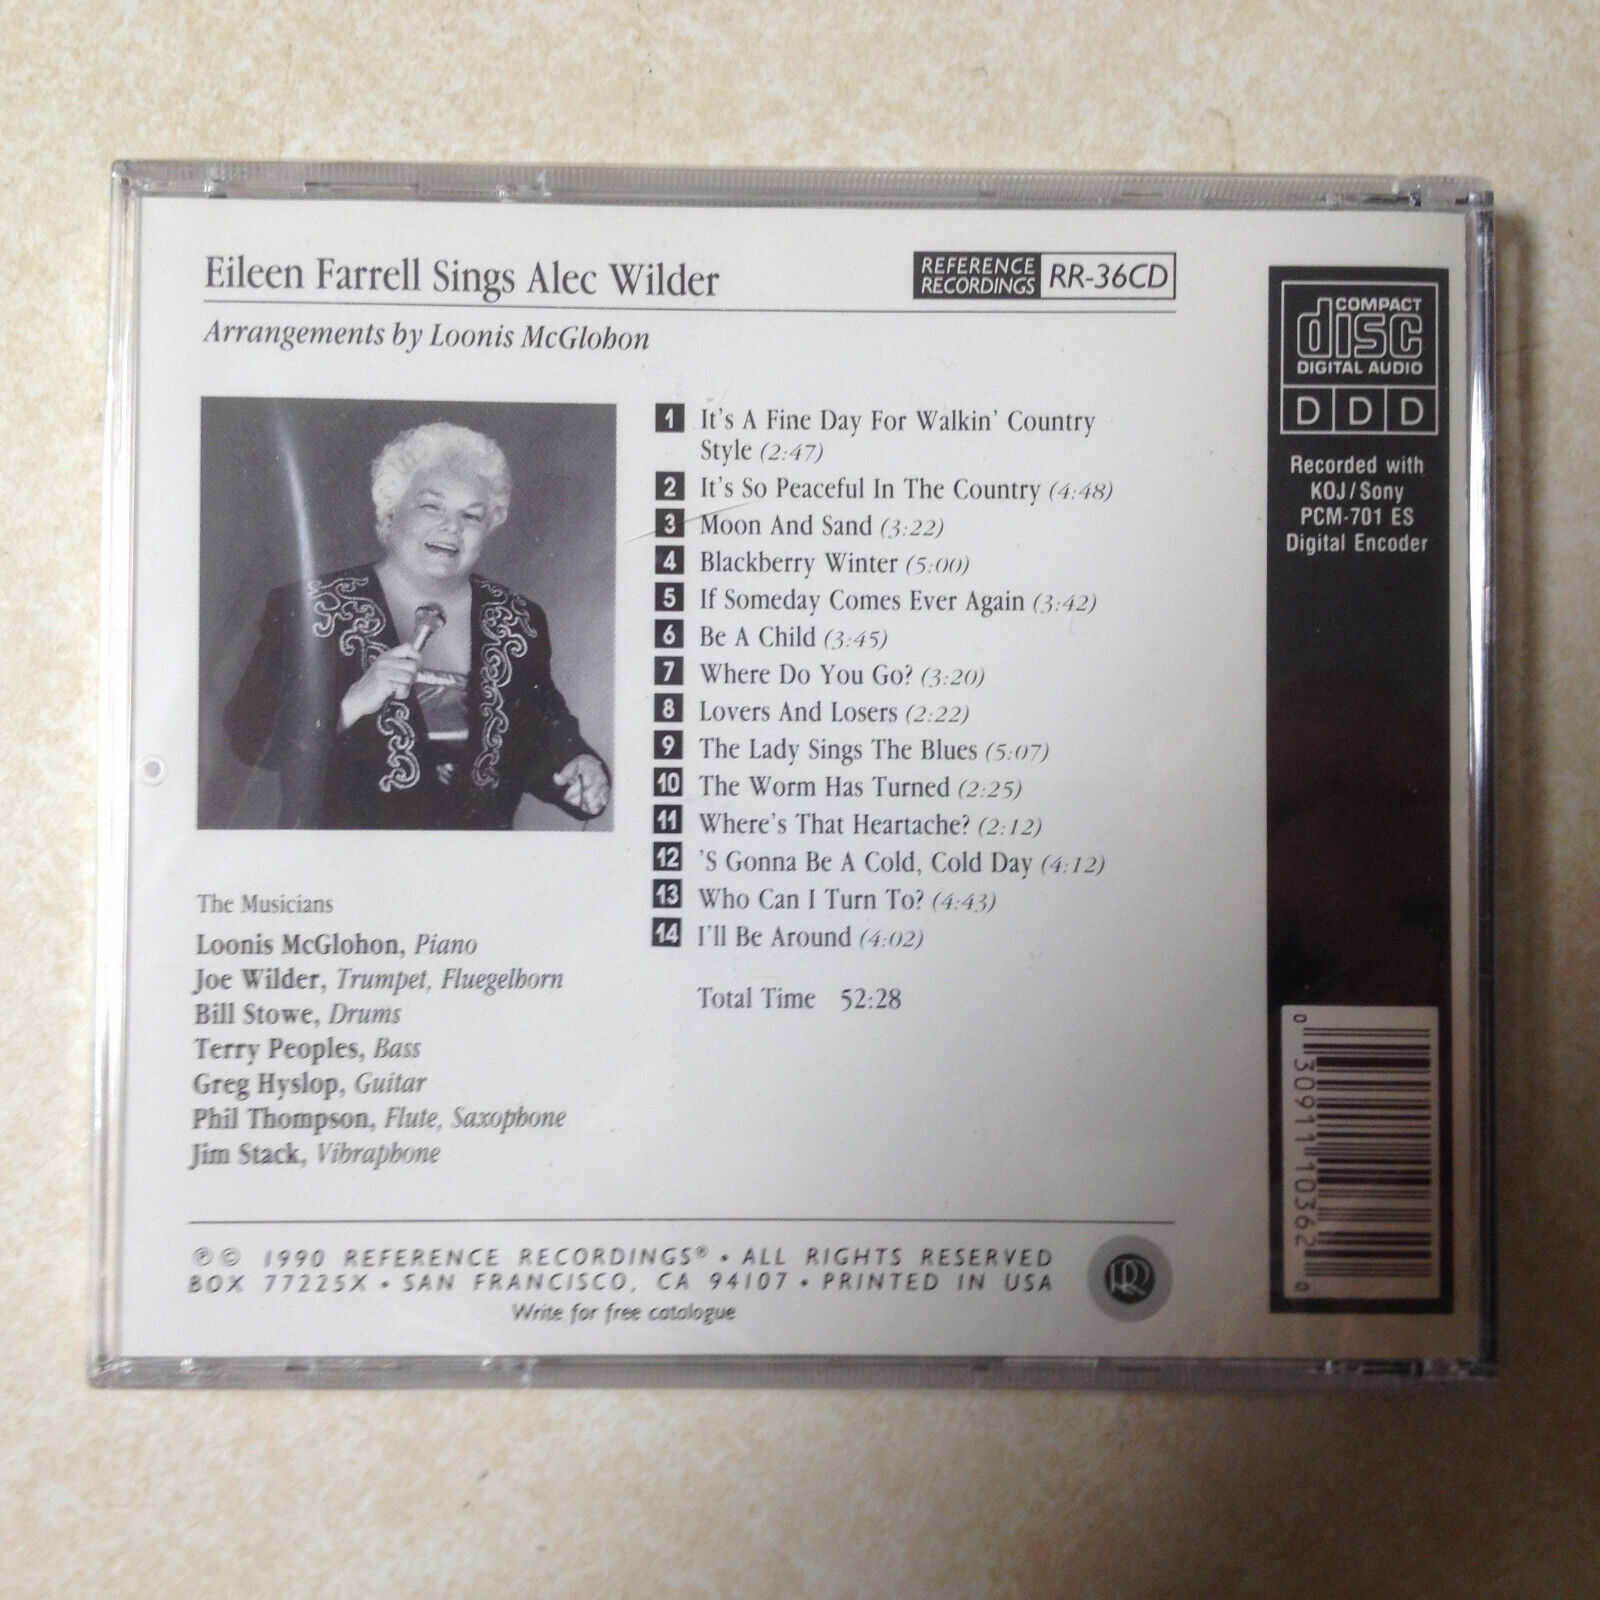 Eileen Farrell Sings Alec Wilder
REFERENCE
RECORDINGS
RR-36CD
Arrangements by Loonis McGlohon
1 It's A Fine Day For Walkin' Country
Style (2:47)
2 It's So Peaceful In The Country (4:48)
3 Moon And Sand (3:22)
4 Blackberry Winter (5:00)
5 If Someday Comes Ever Again (3:42)
6 Be A Child (3:45)
7 Where Do You Go? (3:20)
8 Lovers And Losers (2:22)
9 The Lady Sings The Blues (5:07)
10 The Worm Has Turned (2:25)
11 Where's That Heartache? (2:12)
12 'S Gonna Be A Cold, Cold Day (4:12)
13 Who Can I Turn To? (4:43)
14 I'll Be Around (4:02)
Total Time 52:28
The Musicians
Loonis McGlohon, Piano
Joe Wilder, Trumpet, Fluegelhorn
Bill Stowe, Drums
Terry Peoples, Bass
Greg Hyslop, Guitar
Phil Thompson, Flute, Saxophone
Jim Stack, Vibraphone
℗© 1990 REFERENCE RECORDINGS® • ALL RIGHTS RESERVED
BOX 77225X • SAN FRANCISCO, CA 94107 • PRINTED IN USA
Write for free catalogue
RR
COMPACT
disc
DIGITAL AUDIO
D D D
Recorded with
KOJ/Sony
PCM-701 ES
Digital Encoder
0 30911 10362 0